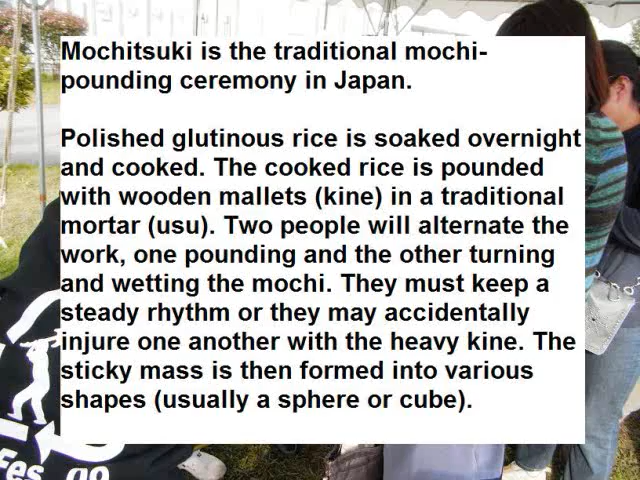 Mochitsuki is the traditional mochi-
pounding ceremony in Japan.
Polished glutinous rice is soaked overnight
and cooked. The cooked rice is pounded
with wooden mallets (kine) in a traditional
mortar (usu). Two people will alternate the
work, one pounding and the other turning
and wetting the mochi. They must keep a
steady rhythm or they may accidentally
injure one another with the heavy kine. The
sticky mass is then formed into various
shapes (usually a sphere or cube).
Fes go